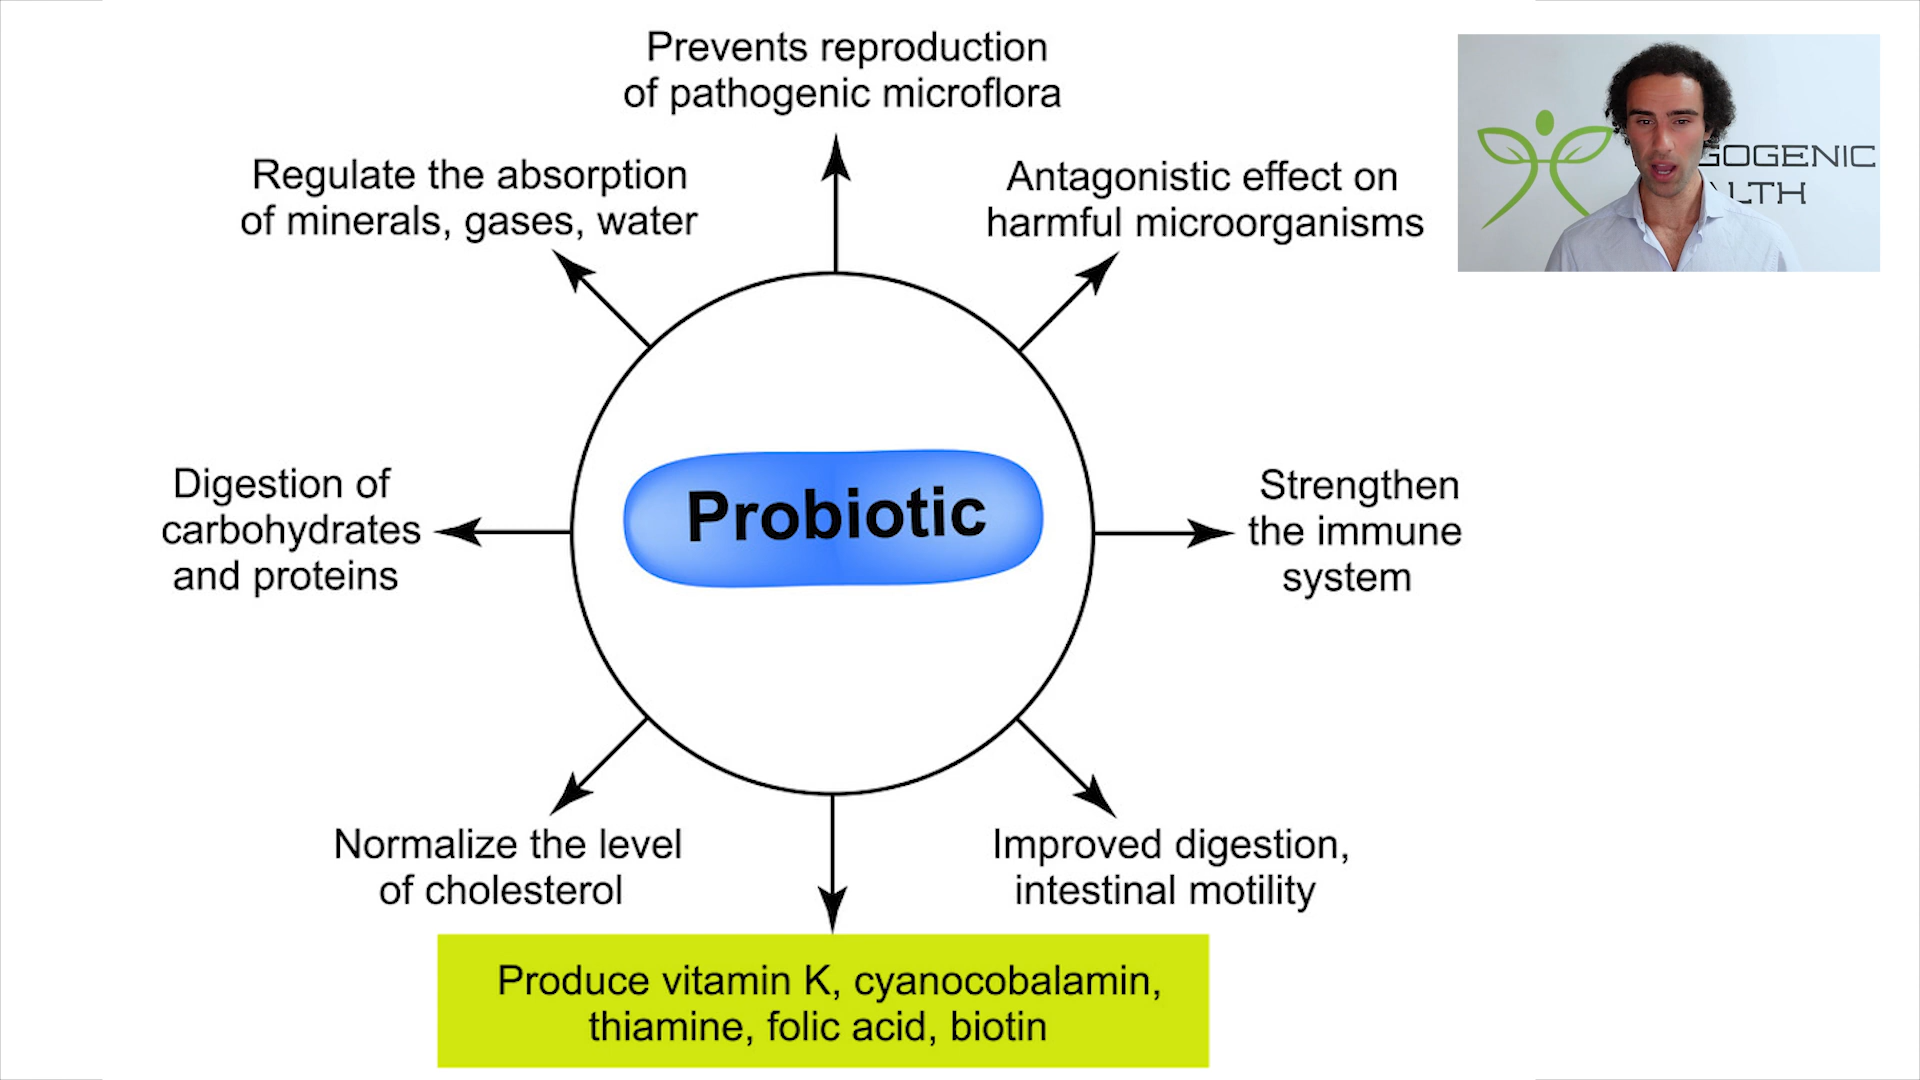 Prevents reproduction
of pathogenic microflora
Regulate the absorption
of minerals, gases, water
Antagonistic effect on
harmful microorganisms
Digestion of
carbohydrates
and proteins
Probiotic
Strengthen
the immune
system
Normalize the level
of cholesterol
Improved digestion,
intestinal motility
Produce vitamin K, cyanocobalamin,
thiamine, folic acid, biotin